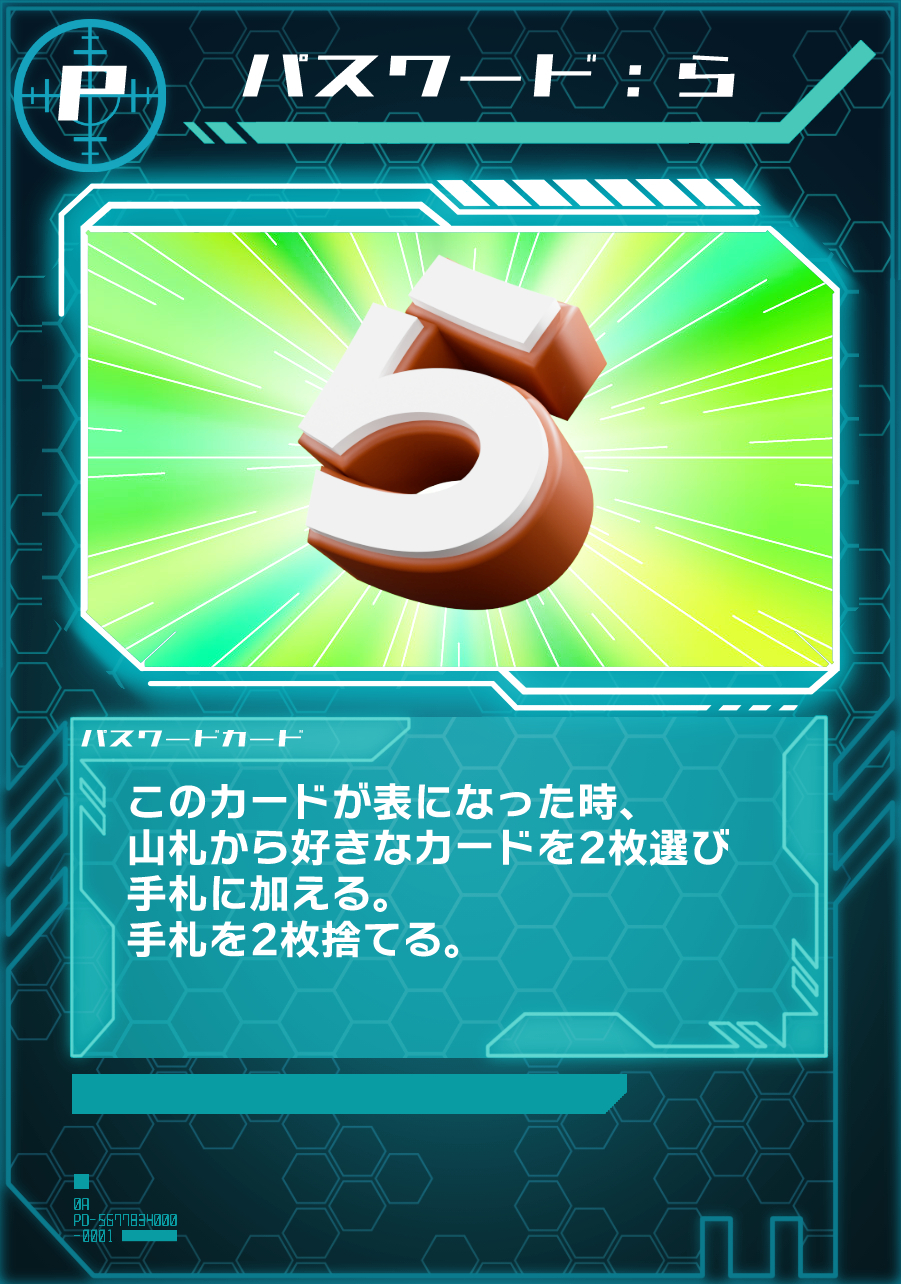 P
パスワード：5
5
パスワードカード
このカードが表になった時、
山札から好きなカードを2枚選び
手札に加える。
手札を2枚捨てる。
0A
PD-5677834000
-0001